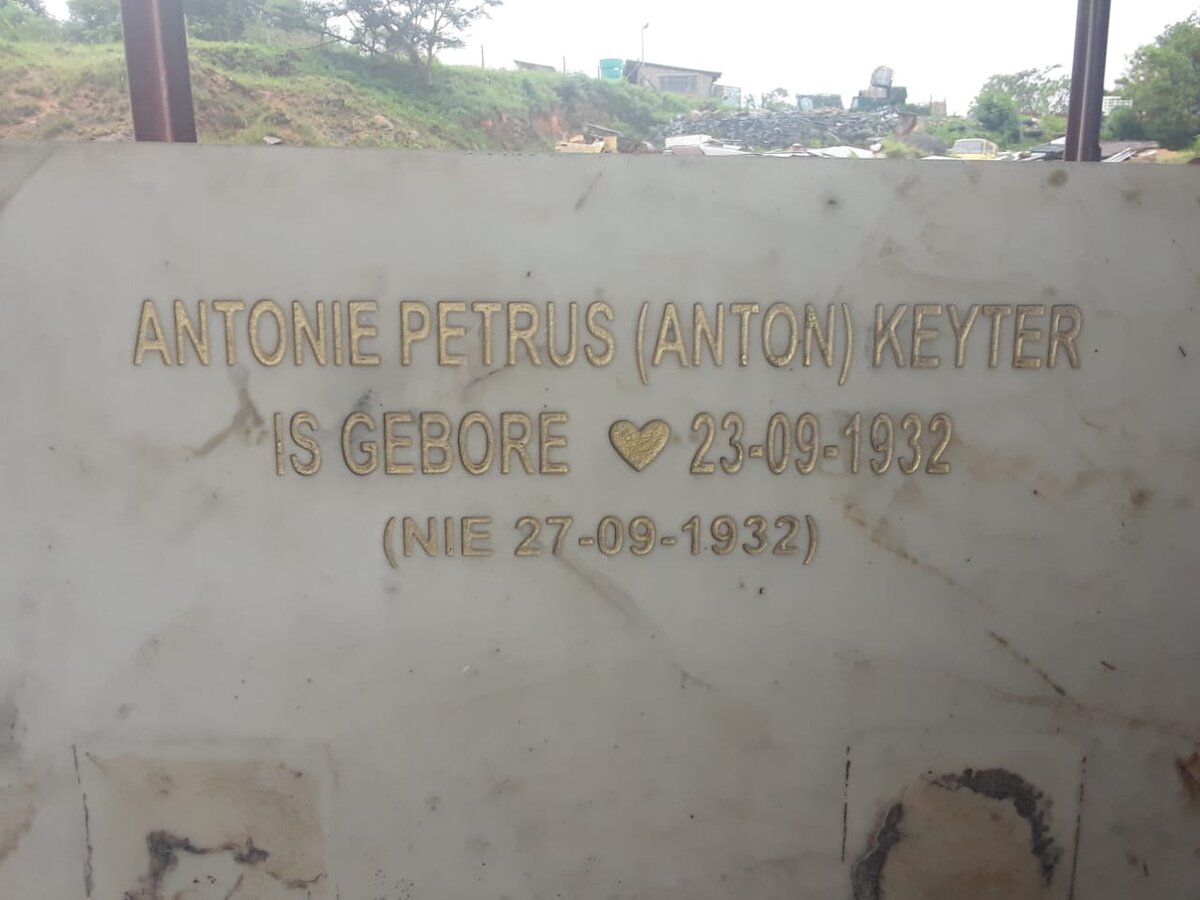 ANTONIE PETRUS (ANTON) KEYTER
IS GEBORE ♥ 23-09-1932
(NIE 27-09-1932)